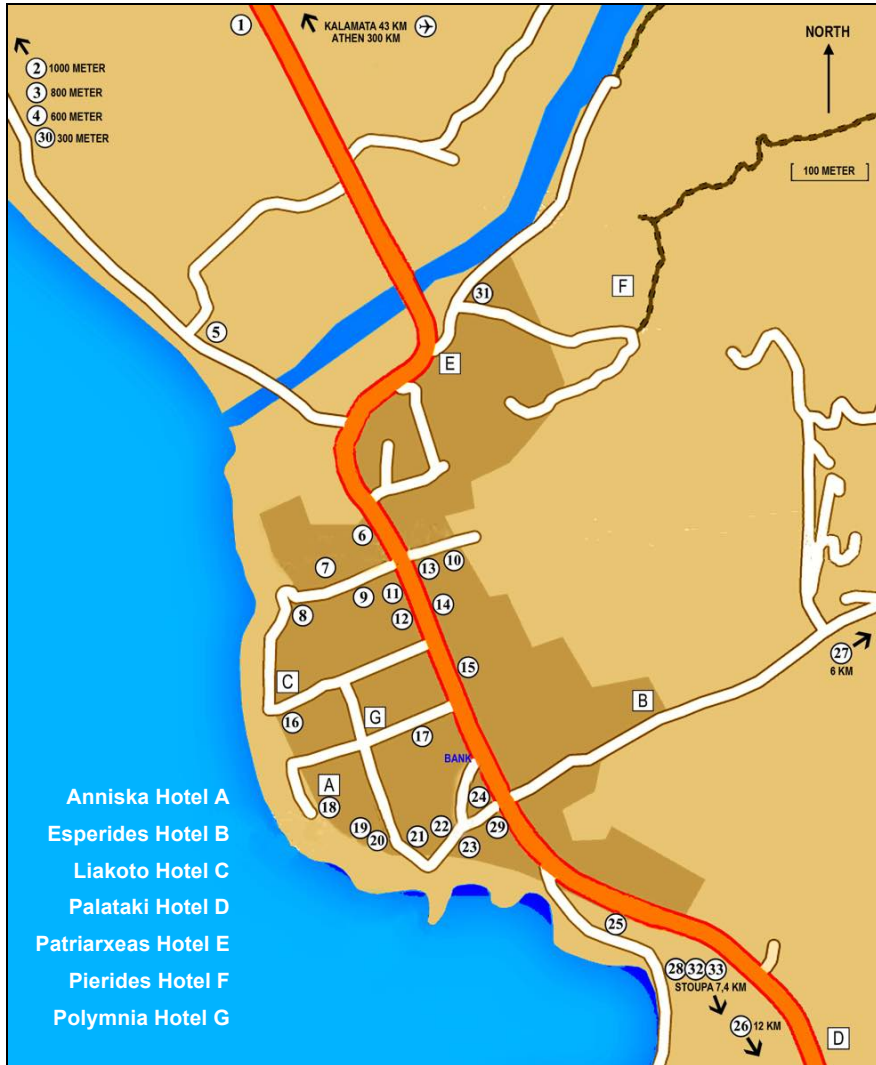 1
KALAMATA 43 KM
ATHEN 300 KM
NORTH
2 1000 METER
3 800 METER
4 600 METER
30 300 METER
100 METER
31
F
5
E
6
7
13
10
9
11
14
8
12
27
6 KM
15
C
B
16
G
17
BANK
A
18
24
19
22
29
20
21
23
25
28 32 33
STOUPA 7,4 KM
26 12 KM
D
Anniska Hotel A
Esperides Hotel B
Liakoto Hotel C
Palataki Hotel D
Patriarxeas Hotel E
Pierides Hotel F
Polymnia Hotel G